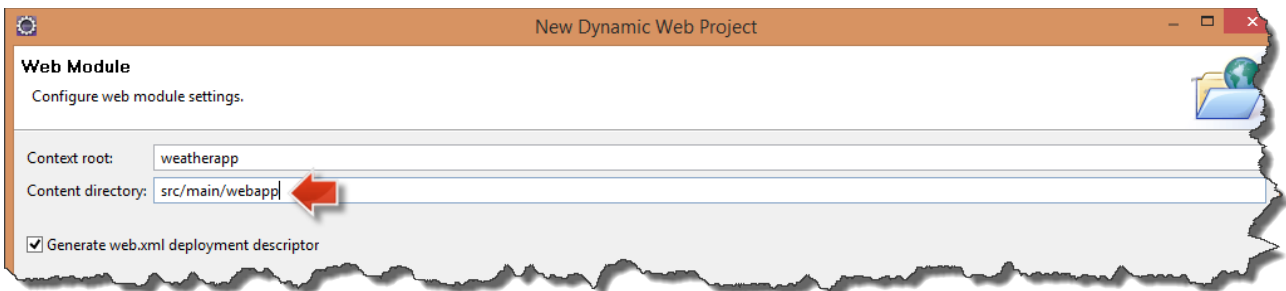 New Dynamic Web Project
Web Module
Configure web module settings.
Context root: weatherapp
Content directory: src/main/webapp
Generate web.xml deployment descriptor